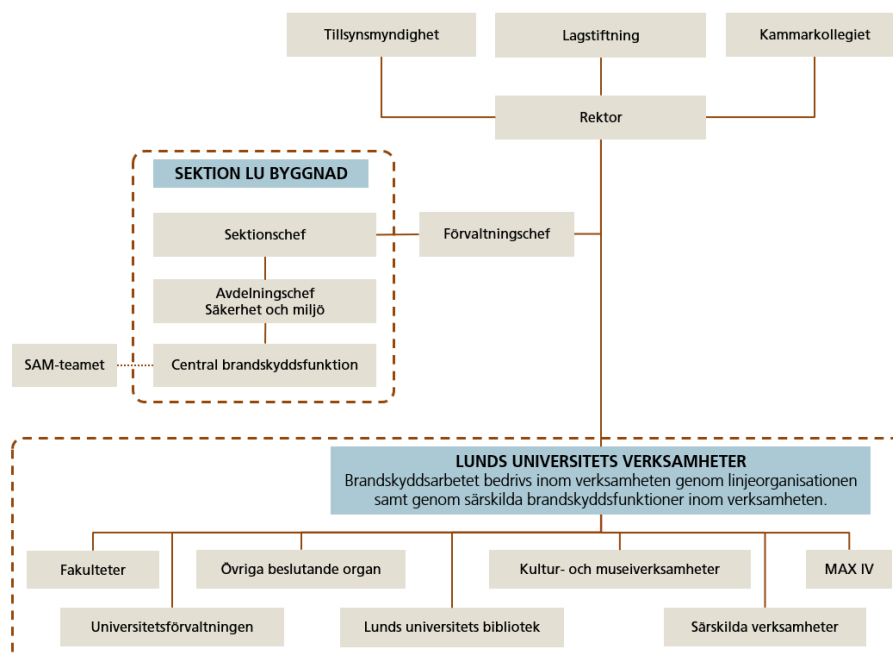 Tillsynsmyndighet
Lagstiftning
Kammarkollegiet
Rektor
SEKTION LU BYGGNAD
Sektionschef
Förvaltningschef
Avdelningschef
Säkerhet och miljö
SAM-teamet
Central brandskyddsfunktion
LUNDS UNIVERSITETS VERKSAMHETER
Brandskyddsarbetet bedrivs inom verksamheten genom linjeorganisationen
samt genom särskilda brandskyddsfunktioner inom verksamheten.
Fakulteter
Övriga beslutande organ
Kultur- och museiverksamheter
MAX IV
Universitetsförvaltningen
Lunds universitets bibliotek
Särskilda verksamheter